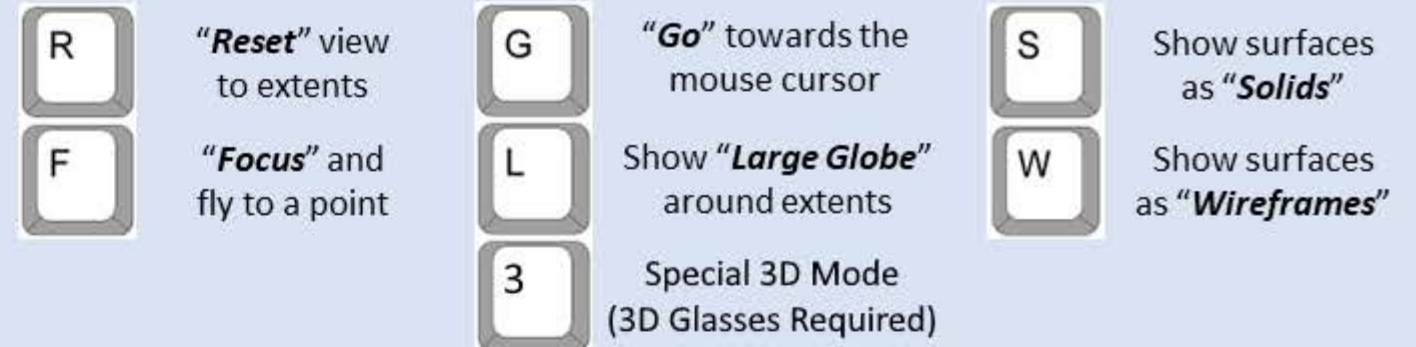 R
"Reset" view
to extents
F
"Focus" and
fly to a point
G
"Go" towards the
mouse cursor
L
Show "Large Globe"
around extents
3
Special 3D Mode
(3D Glasses Required)
S
Show surfaces
as "Solids"
W
Show surfaces
as "Wireframes"